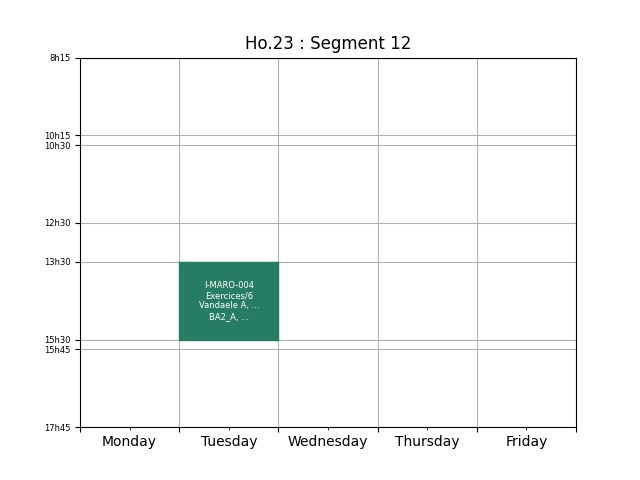 Ho.23 : Segment 12
8h15
10h15
10h30
12h30
13h30
I-MARO-004
Exercices/6
Vandaele A, ...
BA2_A, ...
15h30
15h45
17h45
Monday Tuesday Wednesday Thursday Friday